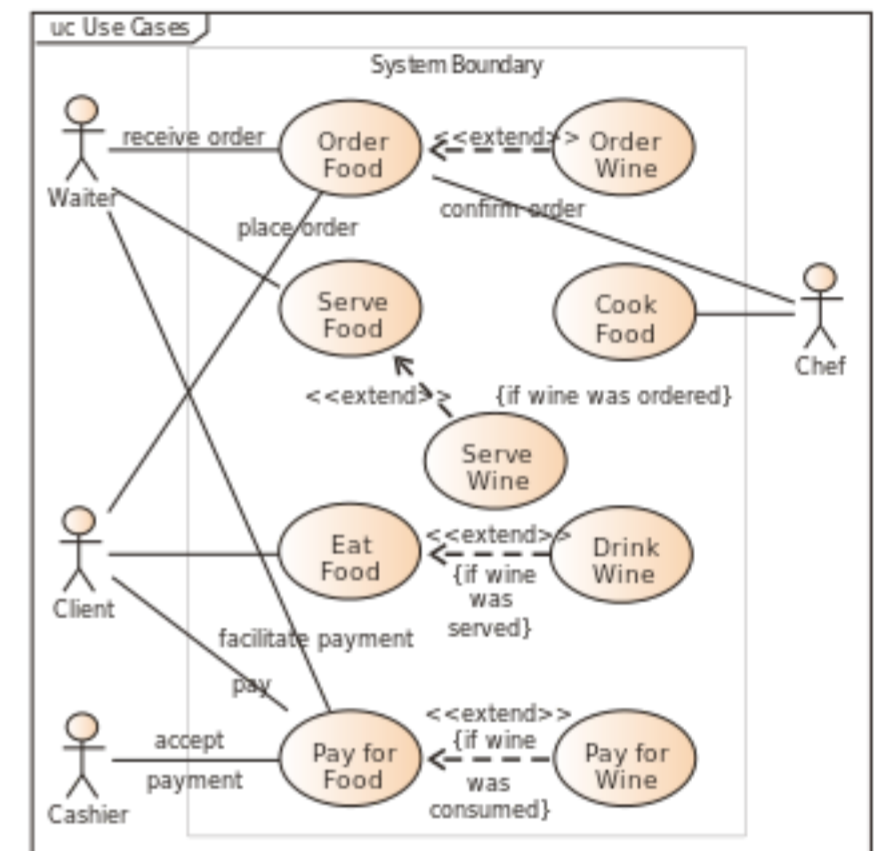 uc Use Cases
System Boundary
receive order
Order
Food
<<extend>>
Order
Wine
Waiter
place order
confirm order
Serve
Food
Cook
Food
Chef
<<extend>>
{if wine was ordered}
Serve
Wine
Client
Eat
Food
<<extend>>
{if wine
was
served}
Drink
Wine
facilitate payment
pay
accept
payment
Cashier
Pay for
Food
<<extend>>
{if wine
was
consumed}
Pay for
Wine